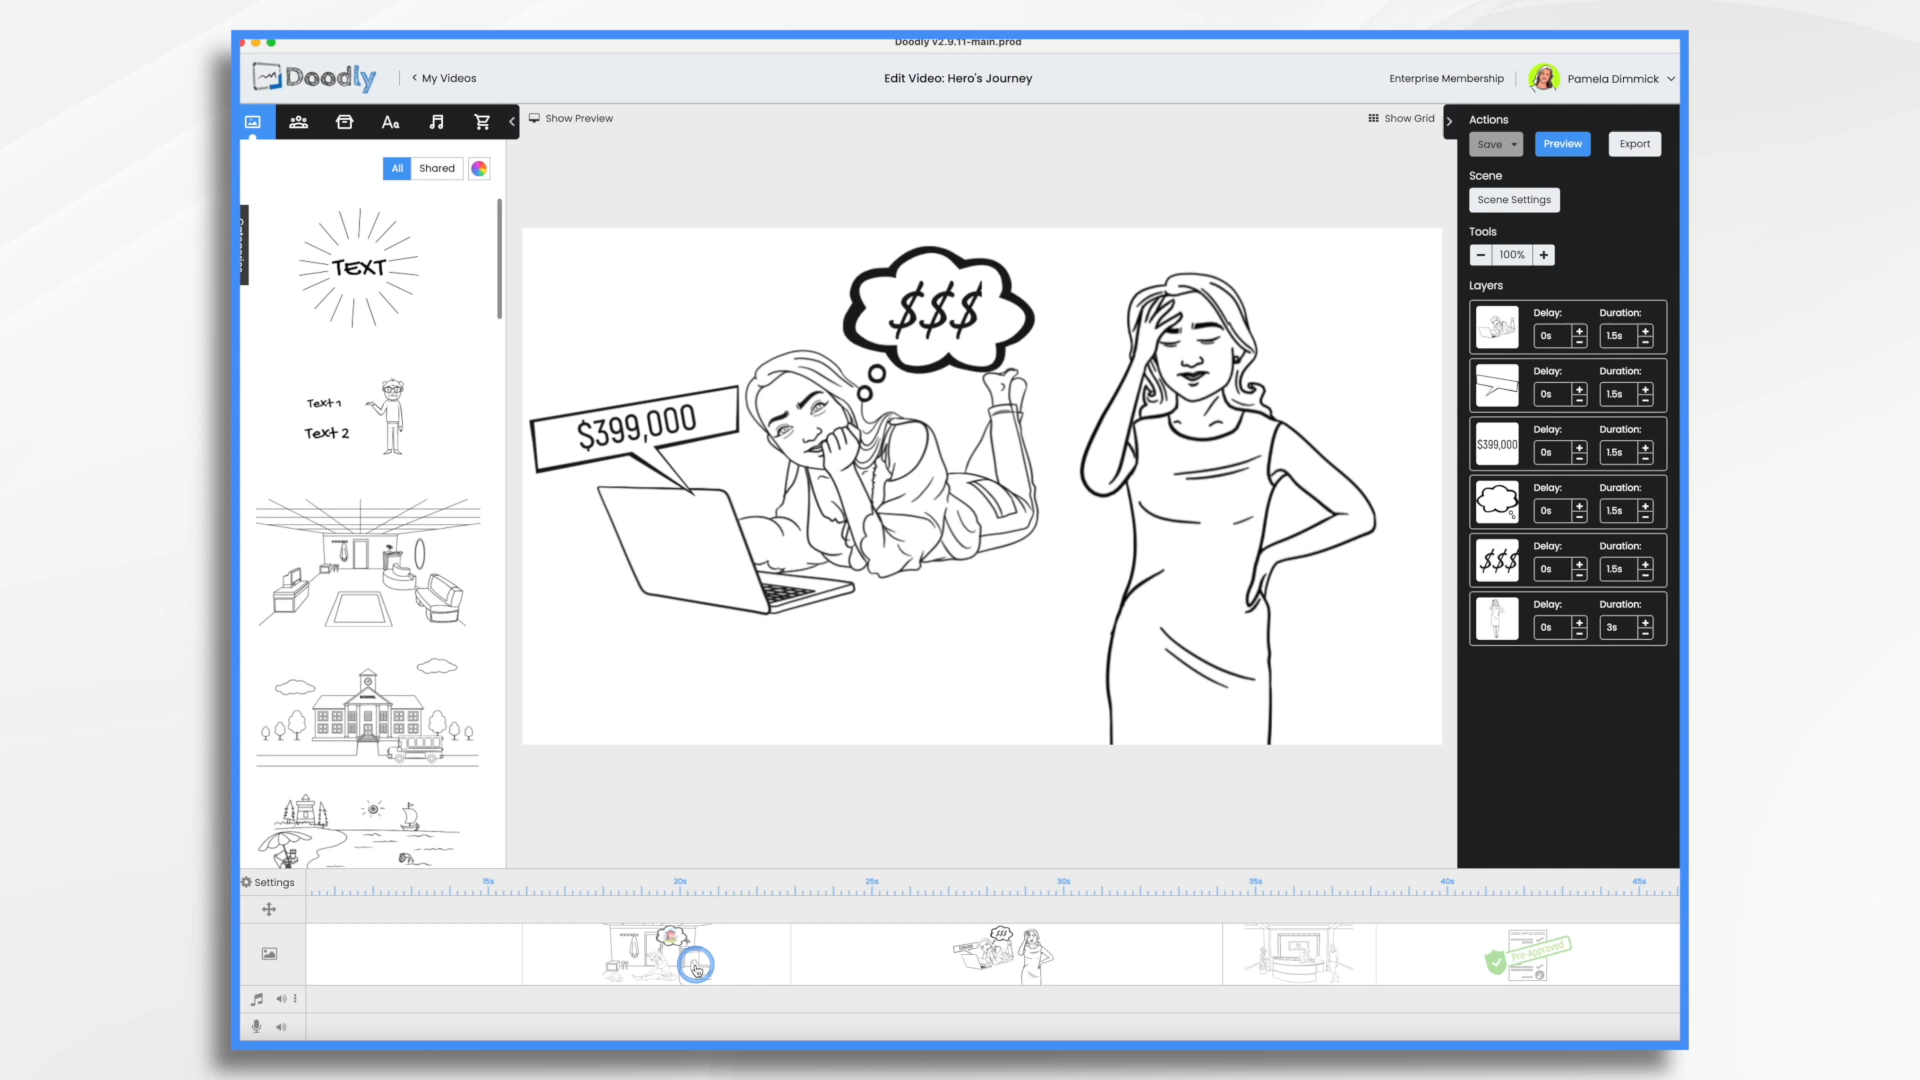 Doodly v2.9.11-main.prod
Doodly
My Videos
Edit Video: Hero's Journey
Enterprise Membership
Pamela Dimmick
Aa
Show Preview
Show Grid
Actions
Save
Preview
Export
All
Shared
Scene
Scene Settings
Tools
100%
Layers
TEXT
Text 1
Text 2
SCHOOL
$399,000
$$$
Delay:
Duration:
0s
1.5s
Delay:
Duration:
0s
1.5s
$399,000
Delay:
Duration:
0s
1.5s
Delay:
Duration:
0s
1.5s
$$$
Delay:
Duration:
0s
1.5s
Delay:
Duration:
0s
3s
Settings
15s
20s
25s
30s
35s
40s
45s
$$$
Pre-Approved